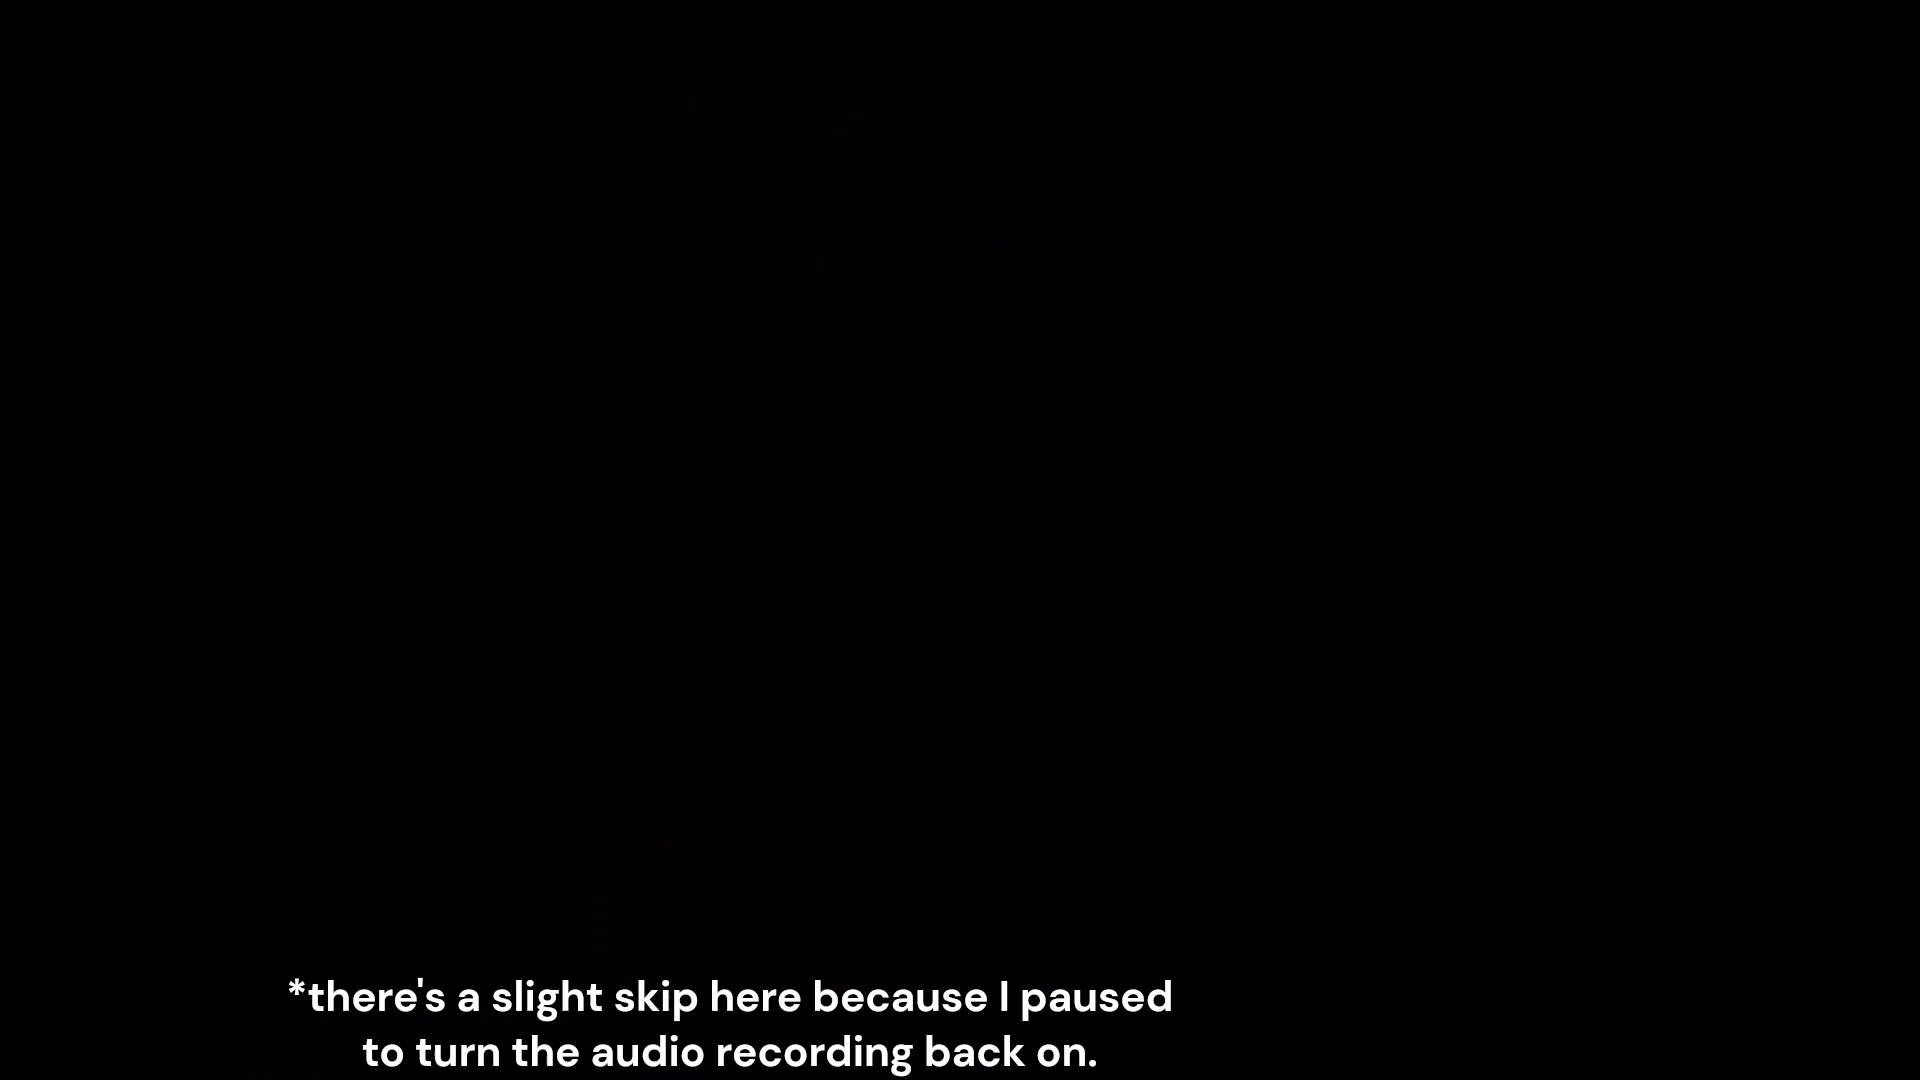 *there's a slight skip here because I paused
to turn the audio recording back on.